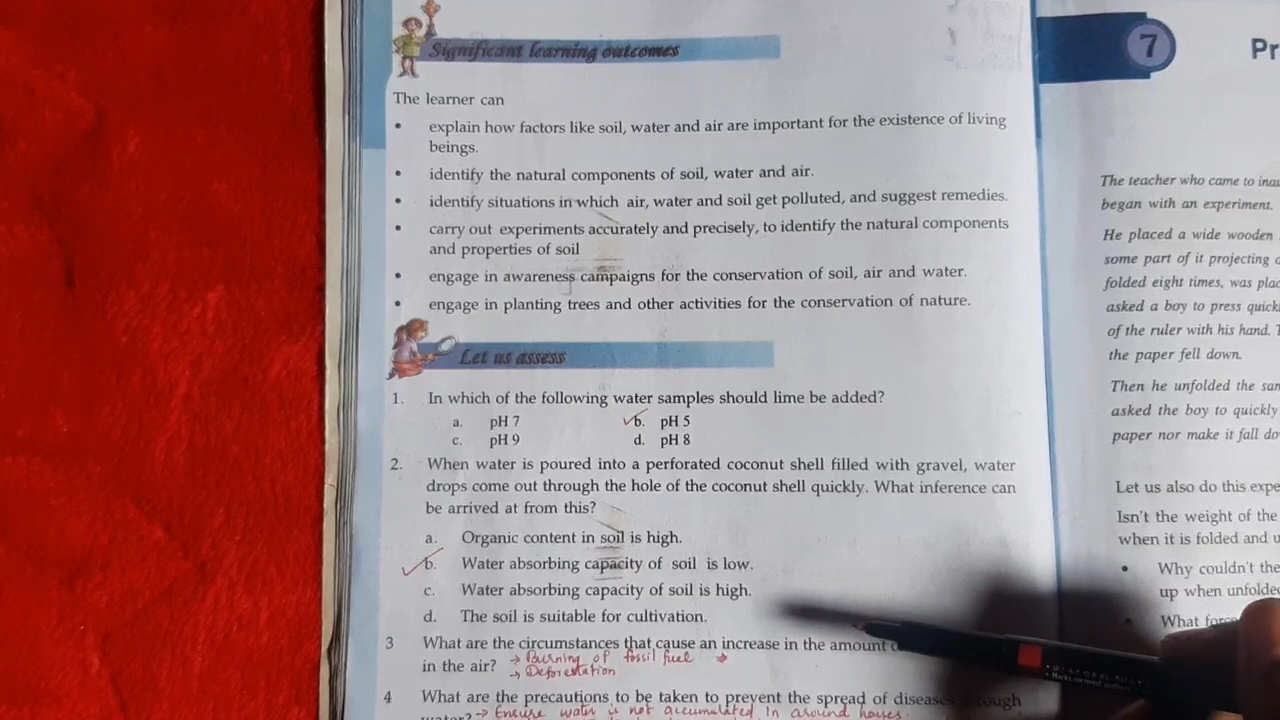 Significant learning outcomes
The learner can
• explain how factors like soil, water and air are important for the existence of living
beings.
• identify the natural components of soil, water and air.
• identify situations in which air, water and soil get polluted, and suggest remedies.
• carry out experiments accurately and precisely, to identify the natural components
and properties of soil
• engage in awareness campaigns for the conservation of soil, air and water.
• engage in planting trees and other activities for the conservation of nature.
Let us assess
1. In which of the following water samples should lime be added?
a. pH 7 b. pH 5
c. pH 9 d. pH 8
2. When water is poured into a perforated coconut shell filled with gravel, water
drops come out through the hole of the coconut shell quickly. What inference can
be arrived at from this?
a. Organic content in soil is high.
b. Water absorbing capacity of soil is low.
c. Water absorbing capacity of soil is high.
d. The soil is suitable for cultivation.
3 What are the circumstances that cause an increase in the amount
in the air? → Burning of fossil fuel →
→ Deforestation
4 What are the precautions to be taken to prevent the spread of diseases through
water? → Ensure water is not accumulated in around houses.
7
Pr
The teacher who came to
began with an experiment.
He placed a wide wooden
some part of it projecting
folded eight times, was
asked a boy to press
of the ruler with his hand.
the paper fell down.
Then he unfolded the
asked the boy to quickly
paper nor make it fall
Let us also do this
Isn't the weight of the
when it is folded and
• Why couldn't the
up when
What